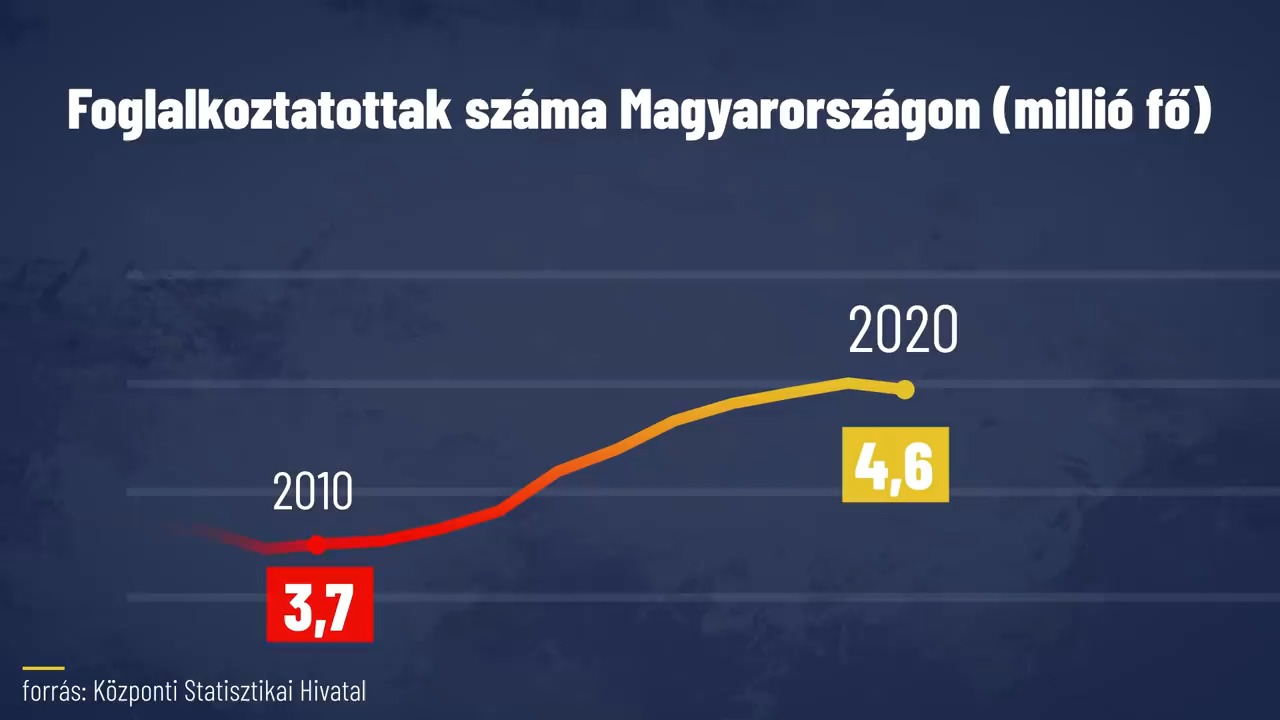 Foglalkoztatottak száma Magyarországon (millió fő)
2020
4,6
2010
3,7
forrás: Központi Statisztikai Hivatal